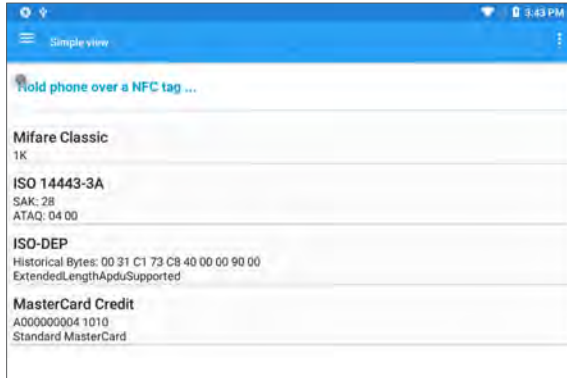 3:43 PM
Simple view
Hold phone over a NFC tag ...
Mifare Classic
1K
ISO 14443-3A
SAK: 28
ATAQ: 04 00
ISO-DEP
Historical Bytes: 00 31 C1 73 C8 40 00 00 90 00
ExtendedLengthApduSupported
MasterCard Credit
A000000004 1010
Standard MasterCard